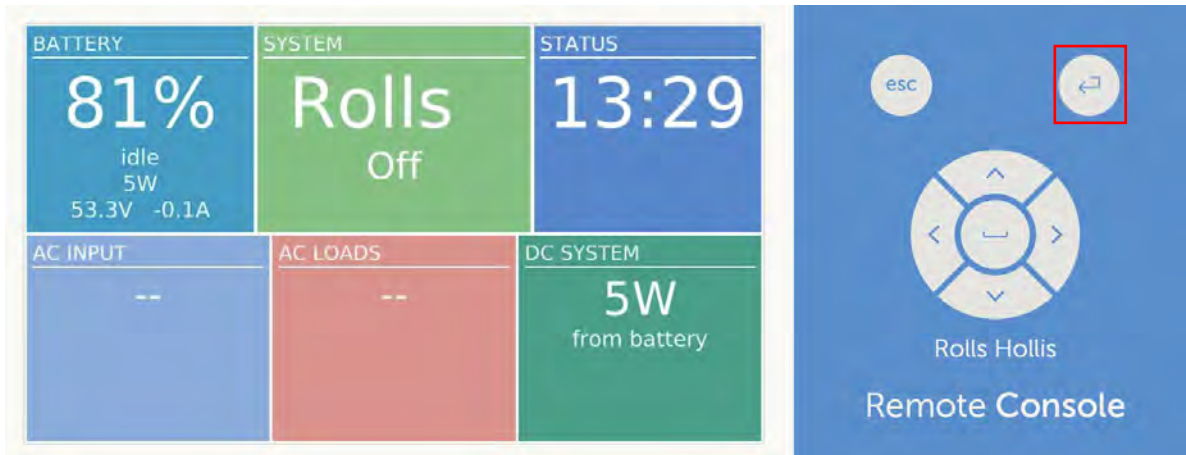 BATTERY
81%
idle
5W
53.3V -0.1A
SYSTEM
Rolls
Off
STATUS
13:29
AC INPUT
--
AC LOADS
--
DC SYSTEM
5W
from battery
esc
Rolls Hollis
Remote Console